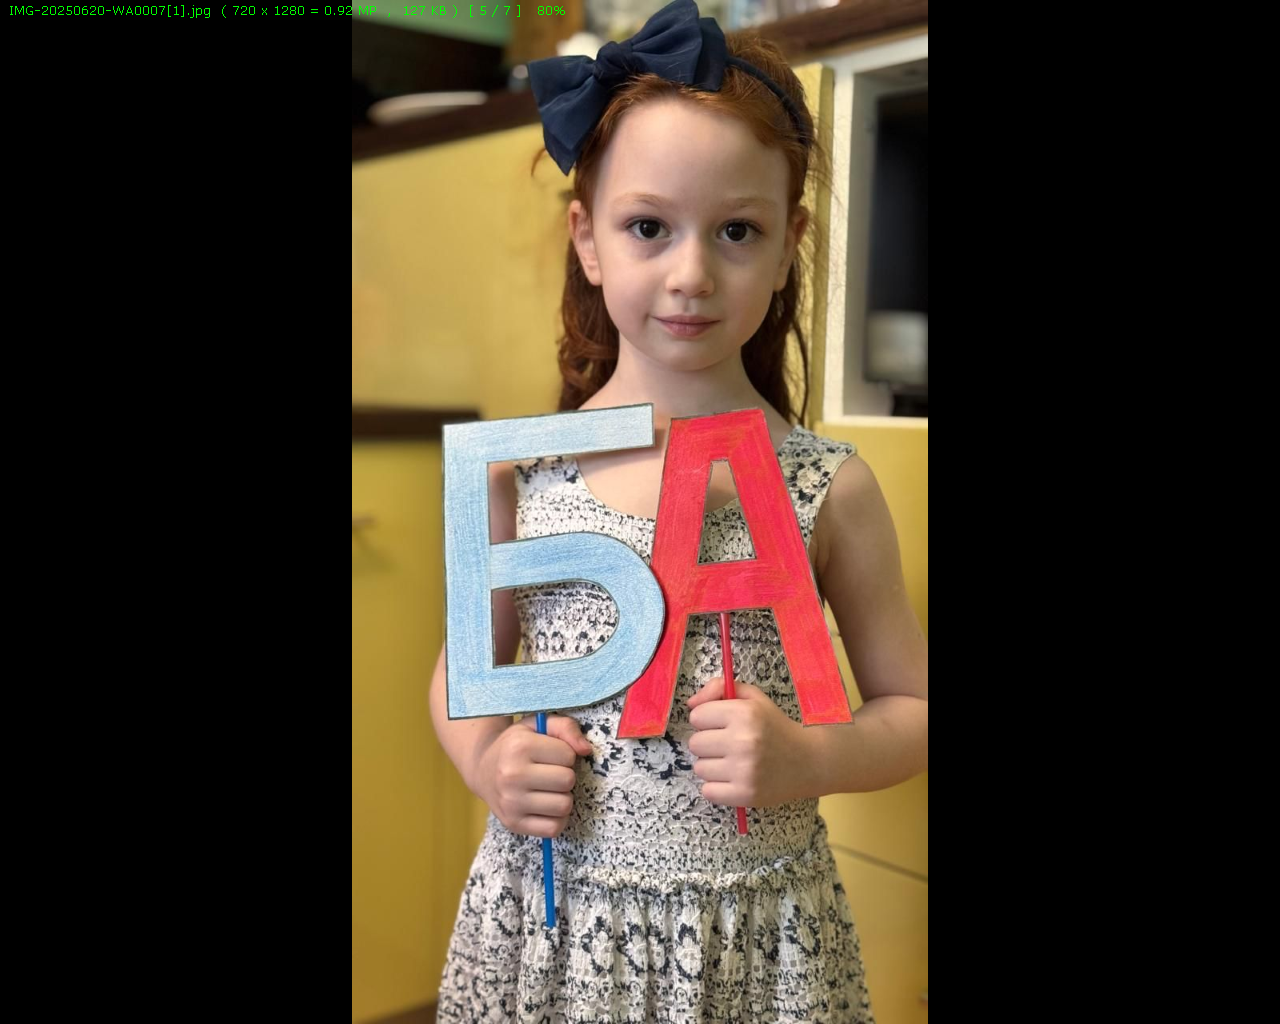 IMG-20250620-WA0007[1].jpg ( 720 x 1280 = 0.92 MP , 127 KB ) [ 5 / 7 ] 80%
БА